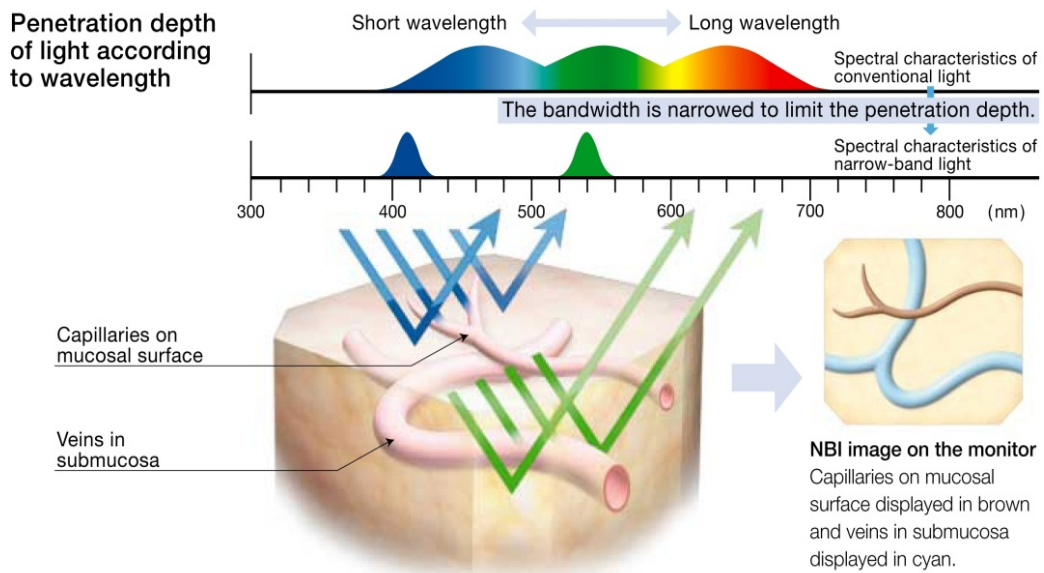 Penetration depth
of light according
to wavelength
Short wavelength
Long wavelength
Spectral characteristics of
conventional light
The bandwidth is narrowed to limit the penetration depth.
Spectral characteristics of
narrow-band light
300
400
500
600
700
800
(nm)
Capillaries on
mucosal surface
Veins in
submucosa
NBI image on the monitor
Capillaries on mucosal
surface displayed in brown
and veins in submucosa
displayed in cyan.